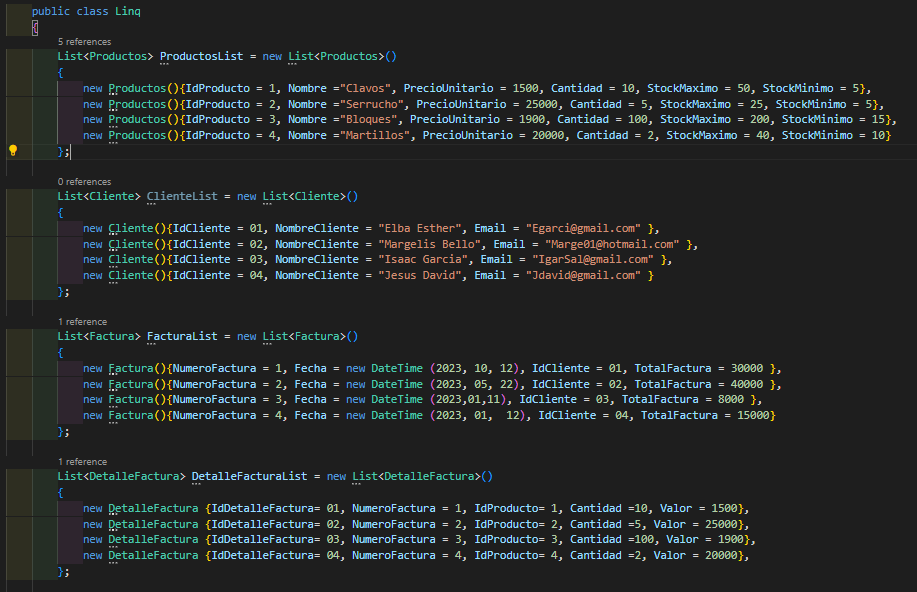 public class Linq
{
5 references
List<Productos> ProductosList = new List<Productos>()
{
new Productos(){IdProducto = 1, Nombre ="Clavos", PrecioUnitario = 1500, Cantidad = 10, StockMaximo = 50, StockMinimo = 5},
new Productos(){IdProducto = 2, Nombre ="Serrucho", PrecioUnitario = 25000, Cantidad = 5, StockMaximo = 25, StockMinimo = 5},
new Productos(){IdProducto = 3, Nombre ="Bloques", PrecioUnitario = 1900, Cantidad = 100, StockMaximo = 200, StockMinimo = 15},
new Productos(){IdProducto = 4, Nombre ="Martillos", PrecioUnitario = 20000, Cantidad = 2, StockMaximo = 40, StockMinimo = 10}
};
0 references
List<Cliente> ClienteList = new List<Cliente>()
{
new Cliente(){IdCliente = 01, NombreCliente = "Elba Esther", Email = "Egarci@gmail.com" },
new Cliente(){IdCliente = 02, NombreCliente = "Margelis Bello", Email = "Marge01@hotmail.com" },
new Cliente(){IdCliente = 03, NombreCliente = "Isaac Garcia", Email = "IgarSal@gmail.com" },
new Cliente(){IdCliente = 04, NombreCliente = "Jesus David", Email = "Jdavid@gmail.com" }
};
1 reference
List<Factura> FacturaList = new List<Factura>()
{
new Factura(){NumeroFactura = 1, Fecha = new DateTime (2023, 10, 12), IdCliente = 01, TotalFactura = 30000 },
new Factura(){NumeroFactura = 2, Fecha = new DateTime (2023, 05, 22), IdCliente = 02, TotalFactura = 40000 },
new Factura(){NumeroFactura = 3, Fecha = new DateTime (2023,01,11), IdCliente = 03, TotalFactura = 8000 },
new Factura(){NumeroFactura = 4, Fecha = new DateTime (2023, 01,  12), IdCliente = 04, TotalFactura = 15000}
};
1 reference
List<DetalleFactura> DetalleFacturaList = new List<DetalleFactura>()
{
new DetalleFactura {IdDetalleFactura= 01, NumeroFactura = 1, IdProducto= 1, Cantidad =10, Valor = 1500},
new DetalleFactura {IdDetalleFactura= 02, NumeroFactura = 2, IdProducto= 2, Cantidad =5, Valor = 25000},
new DetalleFactura {IdDetalleFactura= 03, NumeroFactura = 3, IdProducto= 3, Cantidad =100, Valor = 1900},
new DetalleFactura {IdDetalleFactura= 04, NumeroFactura = 4, IdProducto= 4, Cantidad =2, Valor = 20000},
};